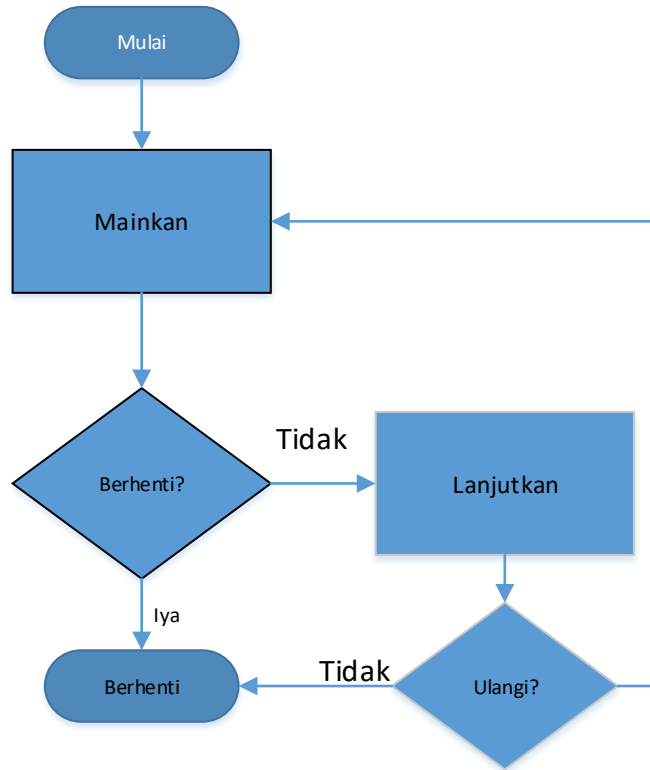 Mulai
Mainkan
Tidak
Berhenti?
Lanjutkan
Iya
Tidak
Berhenti
Ulangi?